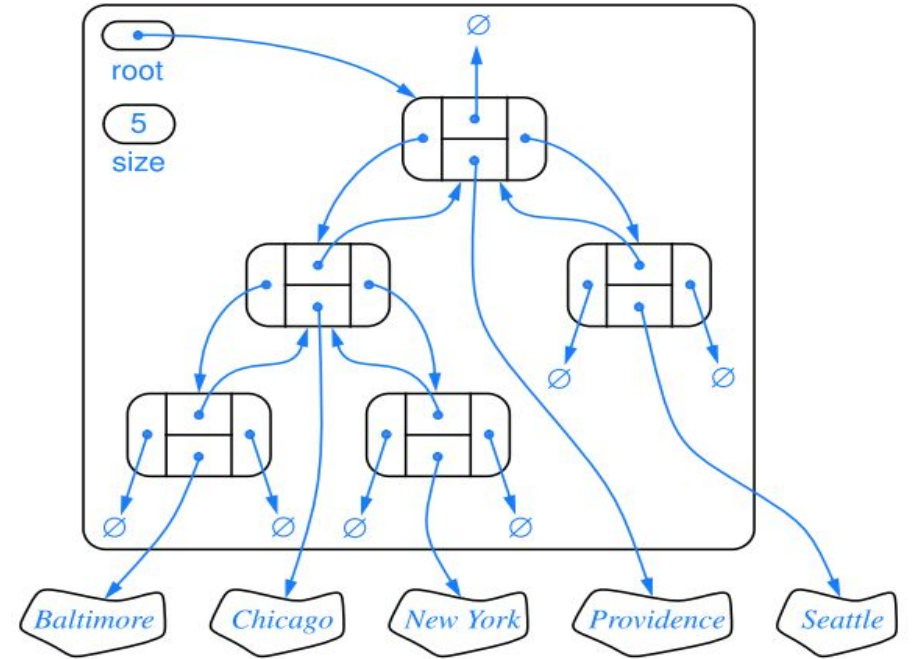 ∅
root
5
size
∅
∅
∅
∅
∅
∅
Baltimore
Chicago
New York
Providence
Seattle